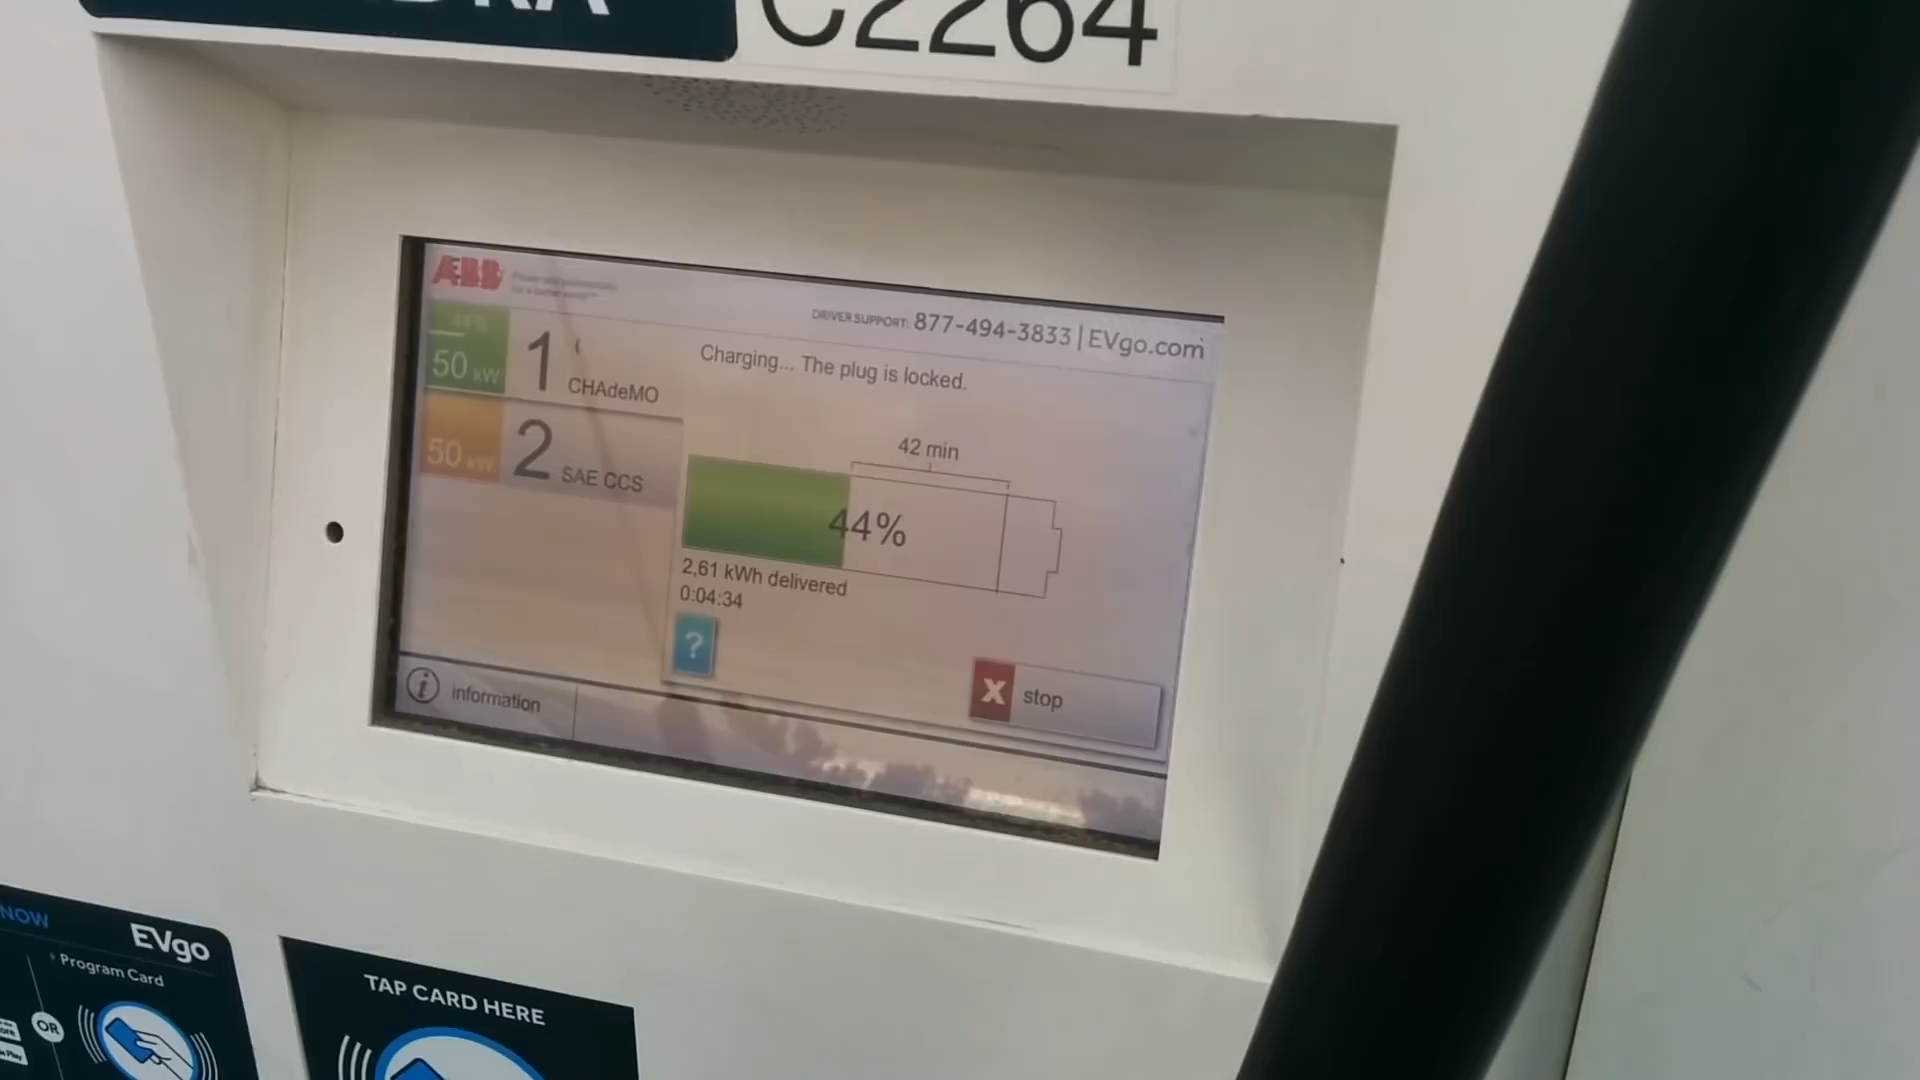 C2264
ABB
DRIVER SUPPORT: 877-494-3833 | EVgo.com
44%
50 kW
1 CHAdeMO
50 kW
2 SAE CCS
Charging... The plug is locked.
42 min
44%
2,61 kWh delivered
0:04:34
?
X stop
i information
NOW
EVgo
Program Card
OR
TAP CARD HERE